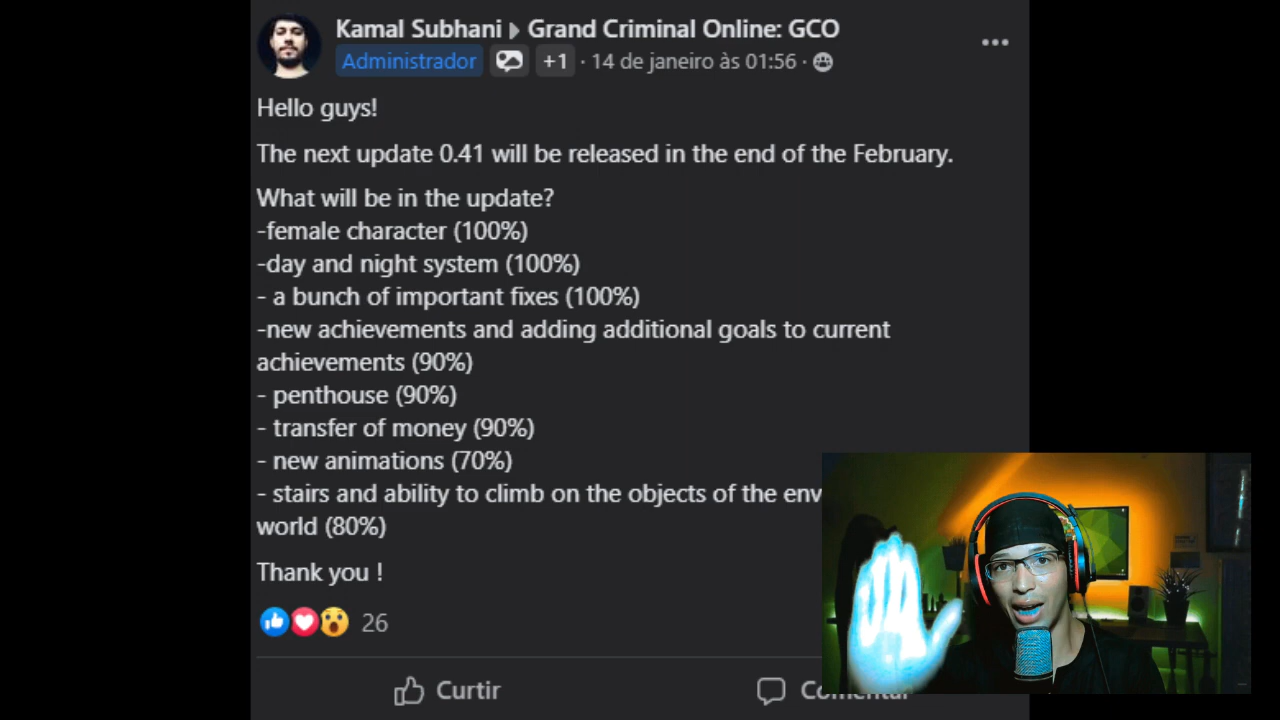 Kamal Subhani Grand Criminal Online: GCO
Administrador +1 · 14 de janeiro às 01:56 ·
Hello guys!
The next update 0.41 will be released in the end of the February.
What will be in the update?
-female character (100%)
-day and night system (100%)
- a bunch of important fixes (100%)
-new achievements and adding additional goals to current
achievements (90%)
- penthouse (90%)
- transfer of money (90%)
- new animations (70%)
- stairs and ability to climb on the objects of the env
world (80%)
Thank you !
26
Curtir
Comentar